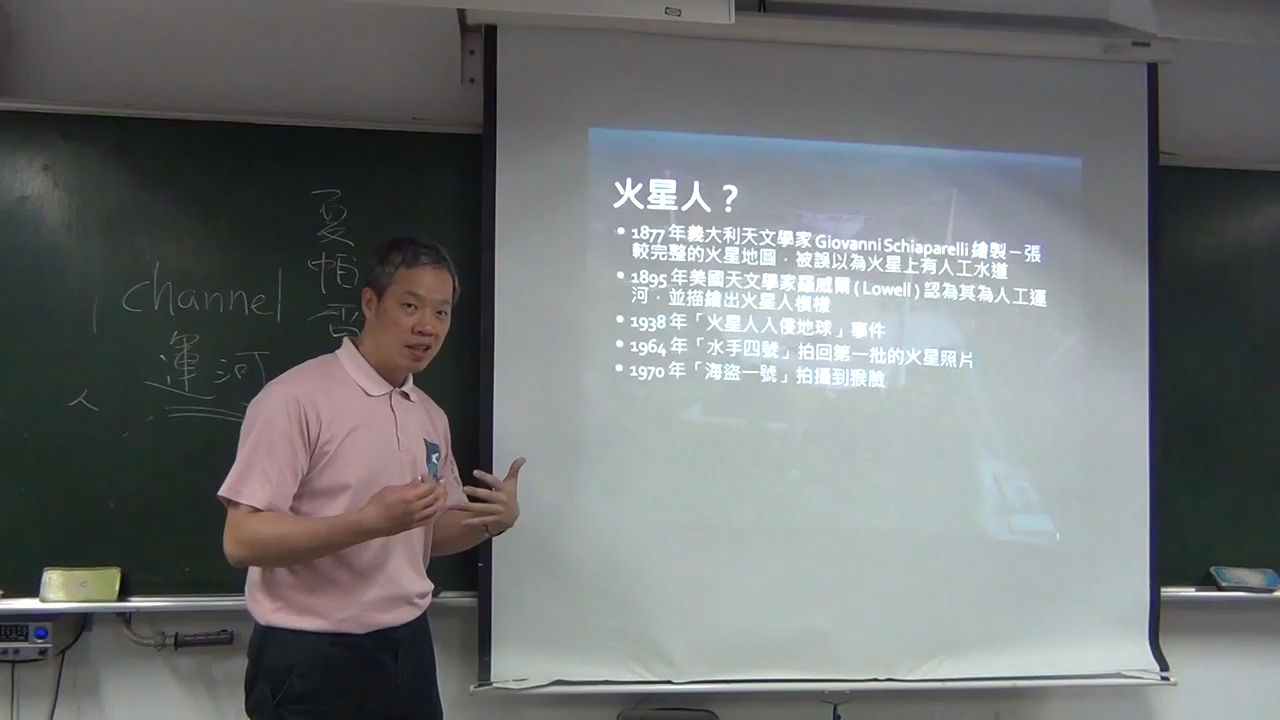 夏
帕
雷
channel
運河
人
火星人？
• 1877 年義大利天文學家 Giovanni Schiaparelli 繪製一張
較完整的火星地圖，被誤以為火星上有人工水道
• 1895 年美國天文學家羅威爾 ( Lowell ) 認為其為人工運
河，並描繪出火星人模樣
• 1938 年「火星人入侵地球」事件
• 1964 年「水手四號」拍回第一批的火星照片
• 1970 年「海盜一號」拍攝到猴臉